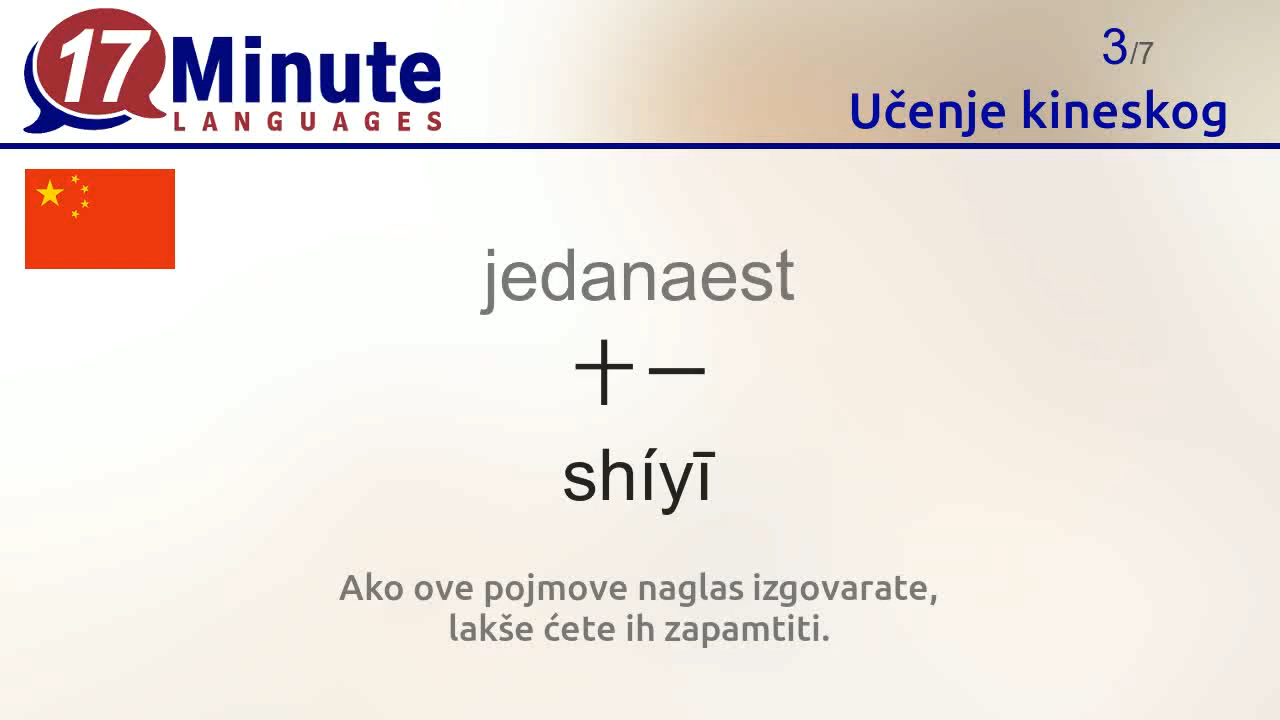 17 Minute
LANGUAGES
3/7
Učenje kineskog
jedanaest
十一
shíyī
Ako ove pojmove naglas izgovarate,
lakše ćete ih zapamtiti.